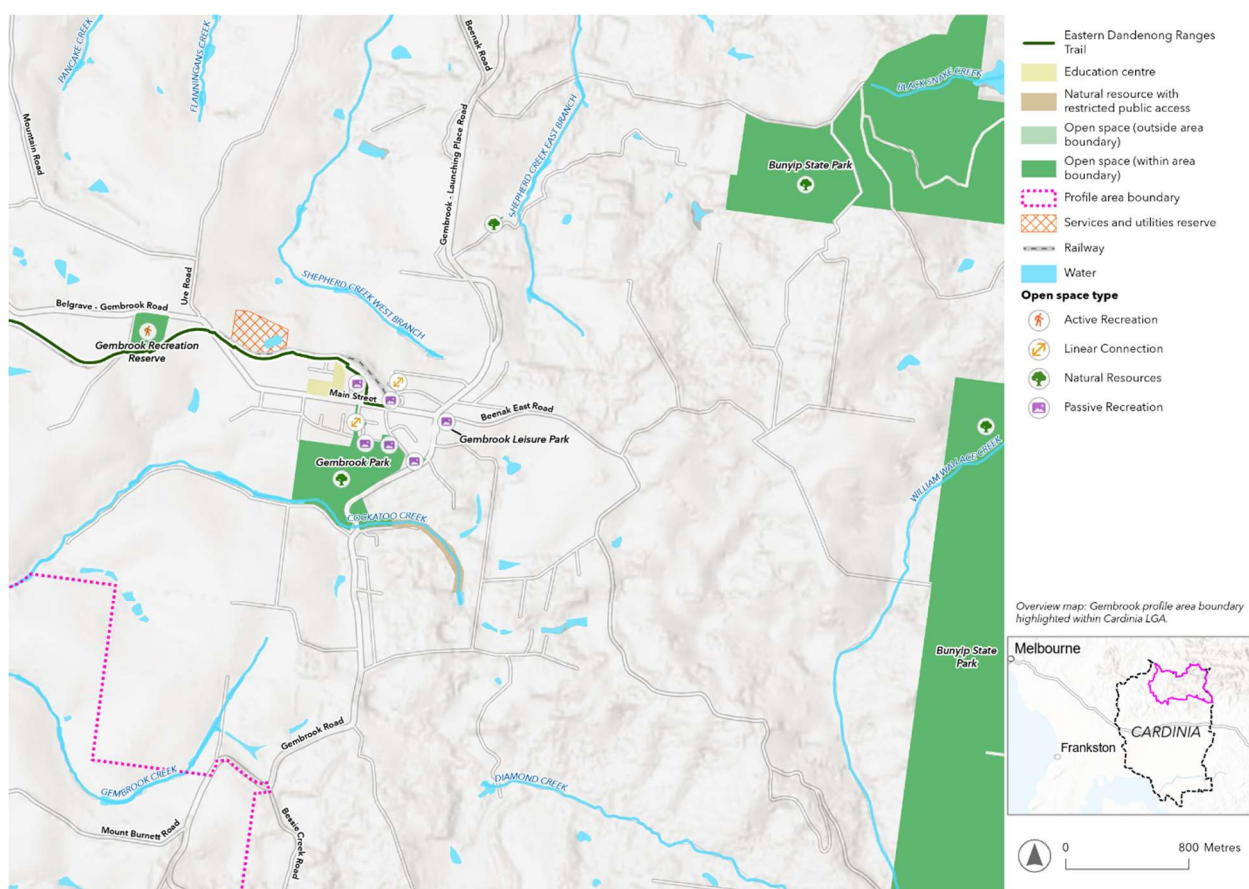 PANCAKE CREEK
FLANNINGANS CREEK
Beenak Road
Mountain Road
Gembrook - Launching Place Road
SHEPHERD CREEK EAST BRANCH
BLACK SNAKE CREEK
Bunyip State Park
Ure Road
SHEPHERD CREEK WEST BRANCH
Belgrave - Gembrook Road
Gembrook Recreation
Reserve
Main Street
Beenak East Road
Gembrook Leisure Park
Gembrook Park
COCKATOO CREEK
WILLIAM WALLACE CREEK
Bunyip State
Park
Gembrook Road
GEMBROOK CREEK
DIAMOND CREEK
Mount Burnett Road
Bessie Creek Road
Eastern Dandenong Ranges
Trail
Education centre
Natural resource with
restricted public access
Open space (outside area
boundary)
Open space (within area
boundary)
Profile area boundary
Services and utilities reserve
Railway
Water
Open space type
Active Recreation
Linear Connection
Natural Resources
Passive Recreation
Overview map: Gembrook profile area boundary
highlighted within Cardinia LGA.
Melbourne
CARDINIA
Frankston
0 800 Metres